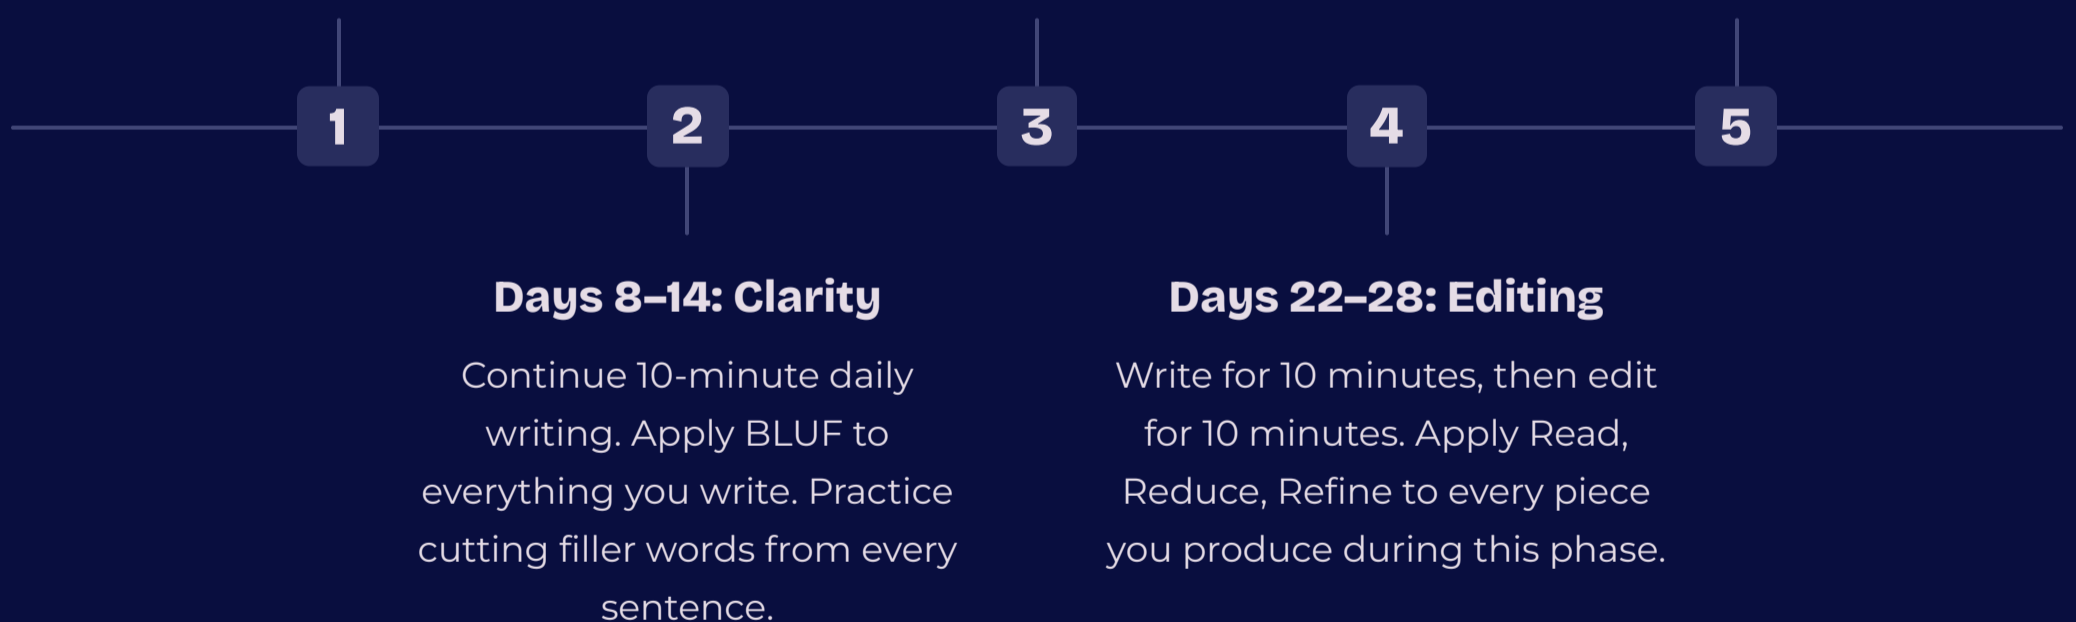 1
2
3
4
5
Days 8–14: Clarity
Continue 10-minute daily
writing. Apply BLUF to
everything you write. Practice
cutting filler words from every
sentence.
Days 22–28: Editing
Write for 10 minutes, then edit
for 10 minutes. Apply Read,
Reduce, Refine to every piece
you produce during this phase.